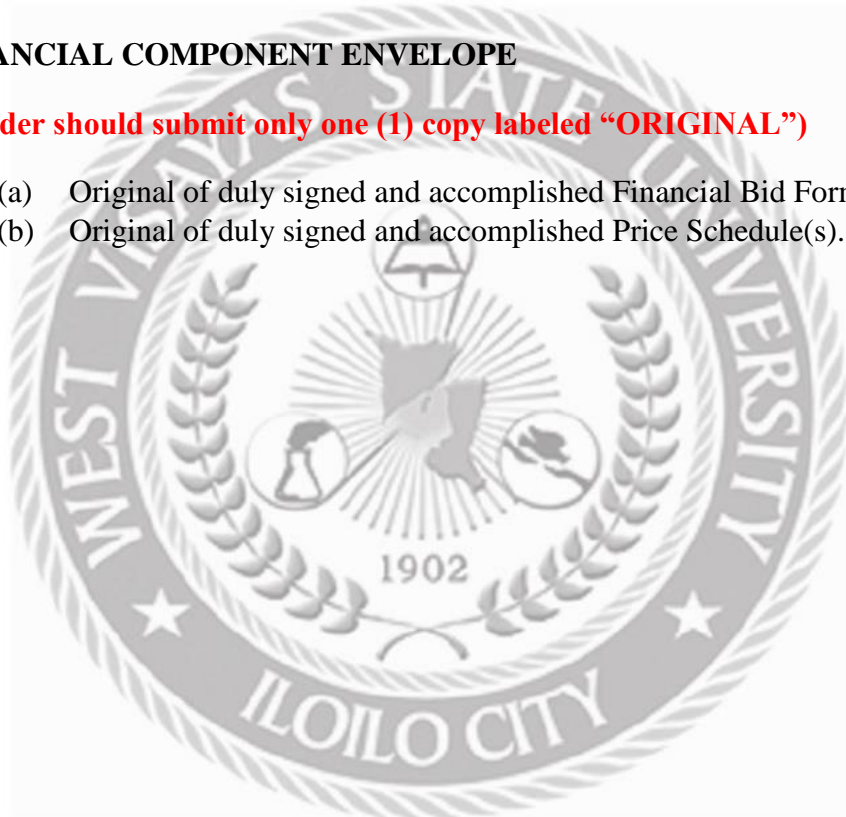 ANCIAL COMPONENT ENVELOPE
der should submit only one (1) copy labeled “ORIGINAL”)
(a) Original of duly signed and accomplished Financial Bid For
(b) Original of duly signed and accomplished Price Schedule(s).
WEST VISAYAS STATE UNIVERSITY
1902
ILOILO CITY